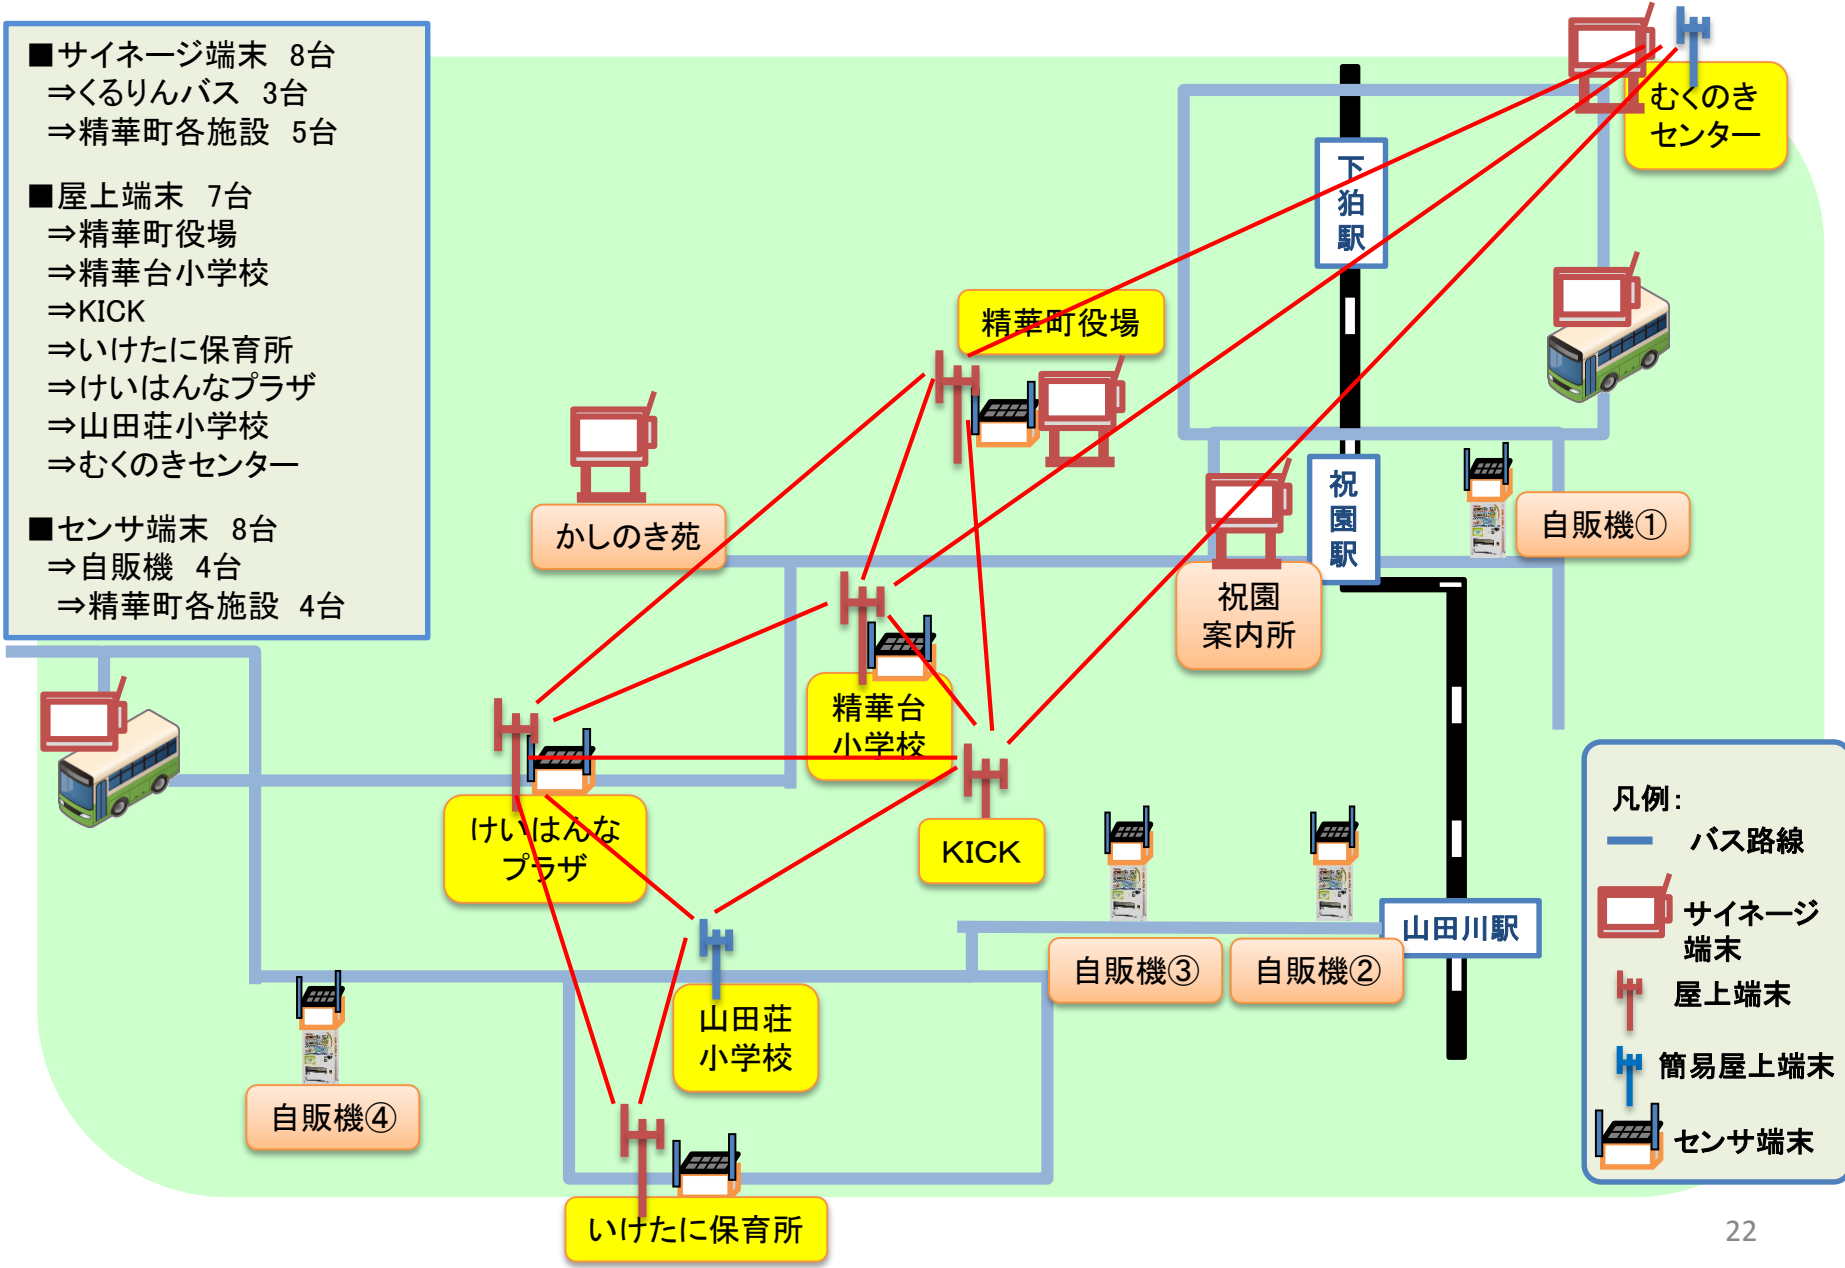 ■サイネージ端末 8台
⇒くるりんバス 3台
⇒精華町各施設 5台
■屋上端末 7台
⇒精華町役場
⇒精華台小学校
⇒KICK
⇒いけたに保育所
⇒けいはんなプラザ
⇒山田荘小学校
⇒むくのきセンター
■センサ端末 8台
⇒自販機 4台
⇒精華町各施設 4台
むくのき
センター
下狛駅
精華町役場
かしのき苑
祝園駅
自販機①
祝園
案内所
精華台
小学校
けいはんな
プラザ
KICK
山田川駅
自販機③
自販機②
山田荘
小学校
自販機④
いけたに保育所
凡例:
バス路線
サイネージ
端末
屋上端末
簡易屋上端末
センサ端末
22